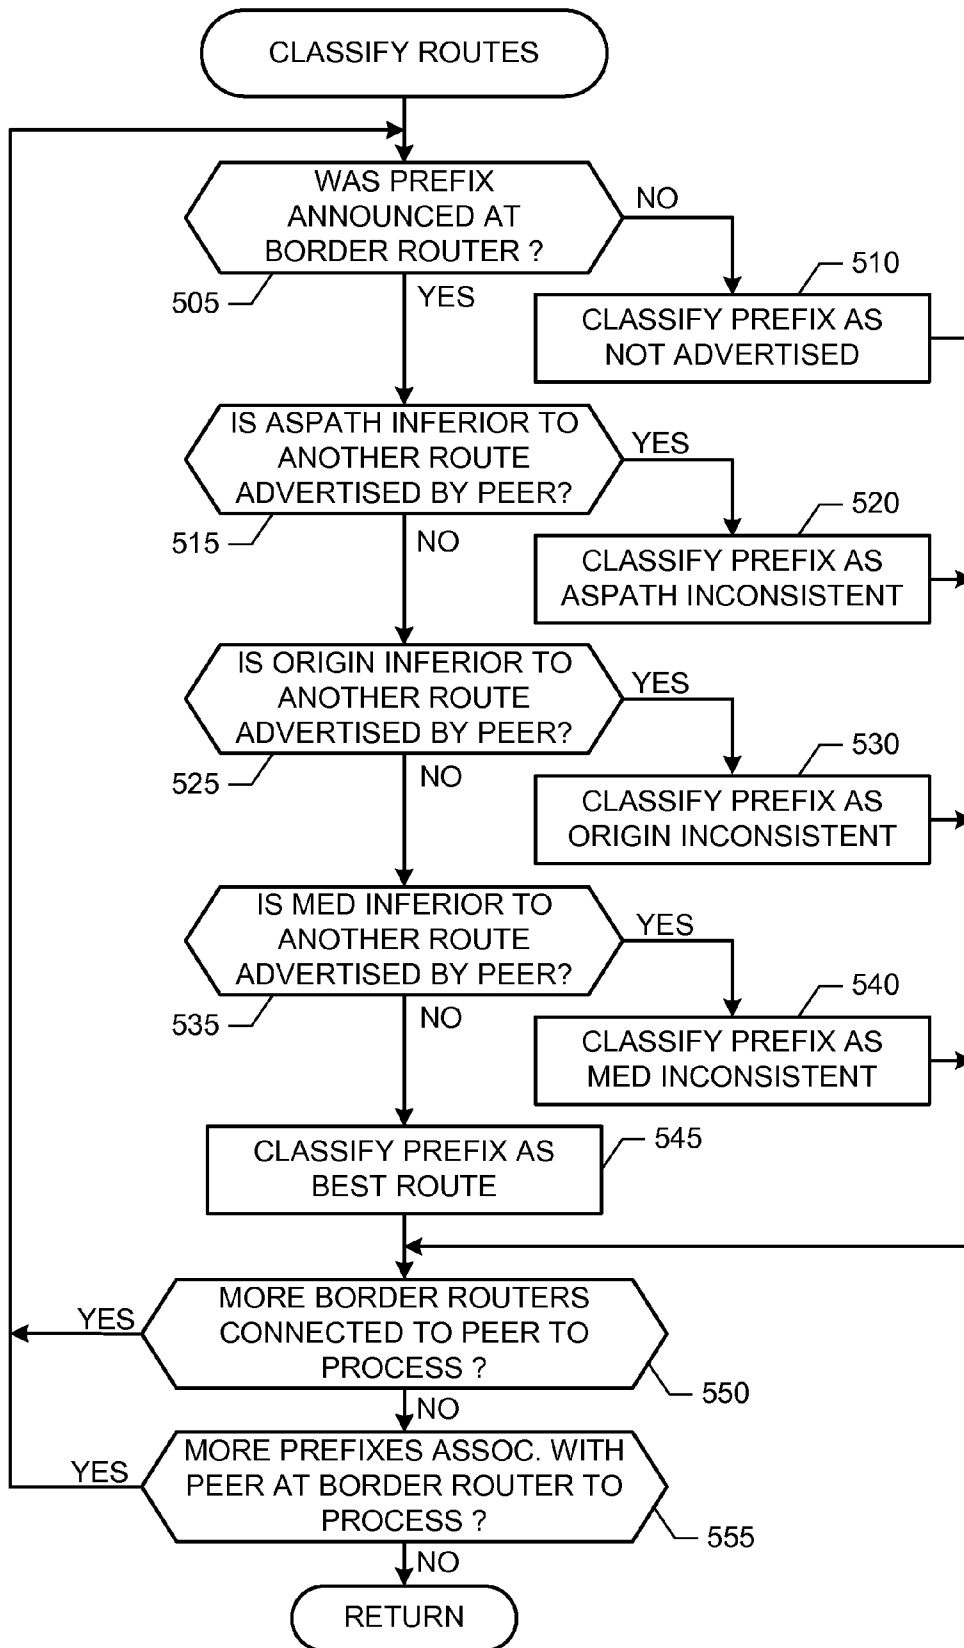 CLASSIFY ROUTES
WAS PREFIX
ANNOUNCED AT
BORDER ROUTER ?
NO
505
YES
510
CLASSIFY PREFIX AS
NOT ADVERTISED
IS ASPATH INFERIOR TO
ANOTHER ROUTE
ADVERTISED BY PEER?
YES
515
NO
520
CLASSIFY PREFIX AS
ASPATH INCONSISTENT
IS ORIGIN INFERIOR TO
ANOTHER ROUTE
ADVERTISED BY PEER?
YES
525
NO
530
CLASSIFY PREFIX AS
ORIGIN INCONSISTENT
IS MED INFERIOR TO
ANOTHER ROUTE
ADVERTISED BY PEER?
YES
535
NO
540
CLASSIFY PREFIX AS
MED INCONSISTENT
CLASSIFY PREFIX AS
BEST ROUTE
545
MORE BORDER ROUTERS
CONNECTED TO PEER TO
PROCESS ?
YES
550
NO
MORE PREFIXES ASSOC. WITH
PEER AT BORDER ROUTER TO
PROCESS ?
YES
555
NO
RETURN